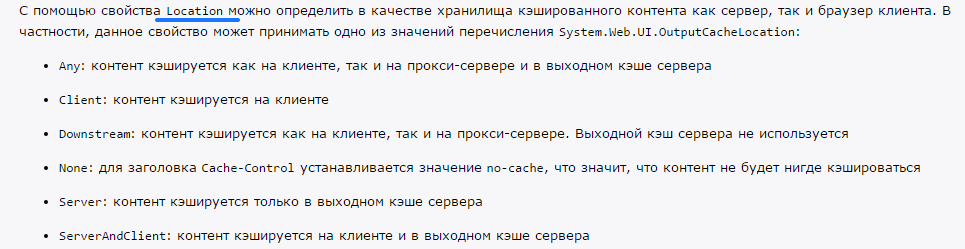 С помощью свойства Location можно определить в качестве хранилища кэшированного контента как сервер, так и браузер клиента. В
частности, данное свойство может принимать одно из значений перечисления System.Web.UI.OutputCacheLocation:
• Any: контент кэшируется как на клиенте, так и на прокси-сервере и в выходном кэше сервера
• Client: контент кэшируется на клиенте
• Downstream: контент кэшируется как на клиенте, так и на прокси-сервере. Выходной кэш сервера не используется
• None: для заголовка Cache-Control устанавливается значение no-cache, что значит, что контент не будет нигде кэшироваться
• Server: контент кэшируется только в выходном кэше сервера
• ServerAndClient: контент кэшируется на клиенте и в выходном кэше сервера